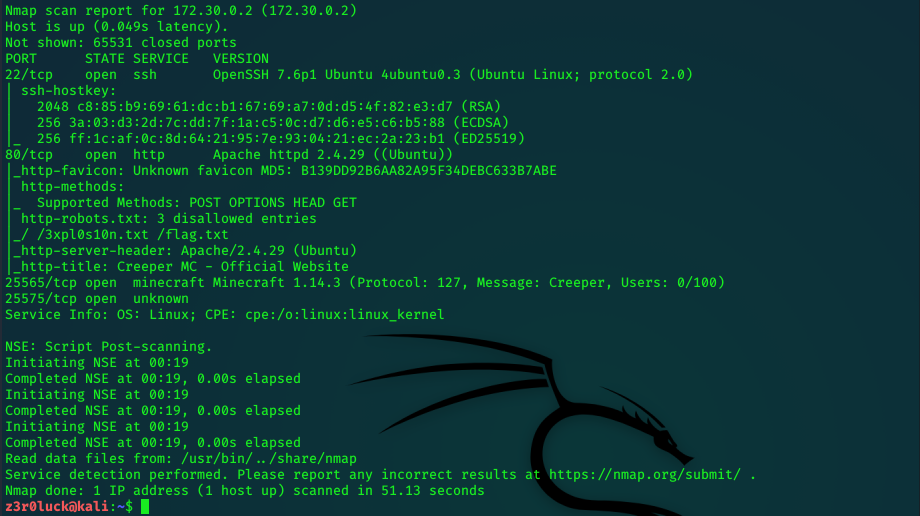 Nmap scan report for 172.30.0.2 (172.30.0.2)
Host is up (0.049s latency).
Not shown: 65531 closed ports
PORT      STATE SERVICE   VERSION
22/tcp    open  ssh       OpenSSH 7.6p1 Ubuntu 4ubuntu0.3 (Ubuntu Linux; protocol 2.0)
| ssh-hostkey:
|   2048 c8:85:b9:69:61:dc:b1:67:69:a7:0d:d5:4f:82:e3:d7 (RSA)
|   256 3a:03:d3:2d:7c:dd:7f:1a:c5:0c:d7:d6:e5:c6:b5:88 (ECDSA)
|_  256 ff:1c:af:0c:8d:64:21:95:7e:93:04:21:ec:2a:23:b1 (ED25519)
80/tcp    open  http      Apache httpd 2.4.29 ((Ubuntu))
|_http-favicon: Unknown favicon MD5: B139DD92B6AA82A95F34DEBC633B7ABE
| http-methods:
|_  Supported Methods: POST OPTIONS HEAD GET
| http-robots.txt: 3 disallowed entries
|_/ /3xpl0s10n.txt /flag.txt
|_http-server-header: Apache/2.4.29 (Ubuntu)
|_http-title: Creeper MC - Official Website
25565/tcp open  minecraft Minecraft 1.14.3 (Protocol: 127, Message: Creeper, Users: 0/100)
25575/tcp open  unknown
Service Info: OS: Linux; CPE: cpe:/o:linux:linux_kernel
NSE: Script Post-scanning.
Initiating NSE at 00:19
Completed NSE at 00:19, 0.00s elapsed
Initiating NSE at 00:19
Completed NSE at 00:19, 0.00s elapsed
Initiating NSE at 00:19
Completed NSE at 00:19, 0.00s elapsed
Read data files from: /usr/bin/../share/nmap
Service detection performed. Please report any incorrect results at https://nmap.org/submit/ .
Nmap done: 1 IP address (1 host up) scanned in 51.13 seconds
z3r0luck@kali:~$